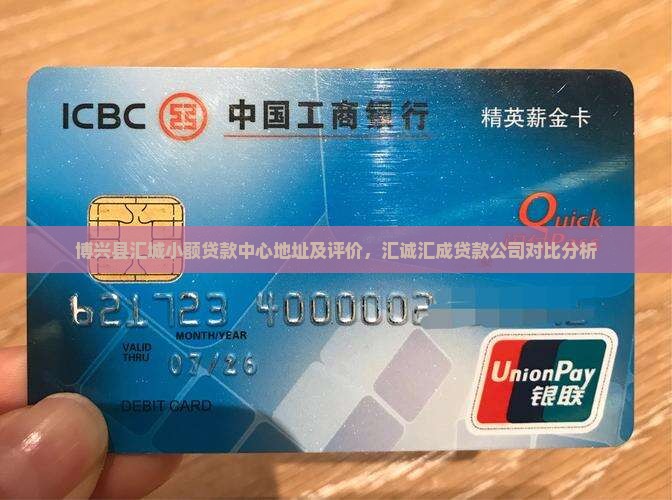 ICBC 中国工商银行 精英薪金卡
Quick
博兴县汇城小额贷款中心地址及评价，汇诚汇成贷款公司对比分析
621723 4000002
MONTH/YEAR
VALID
THRU
07/26
DEBIT CARD
UnionPay
银联